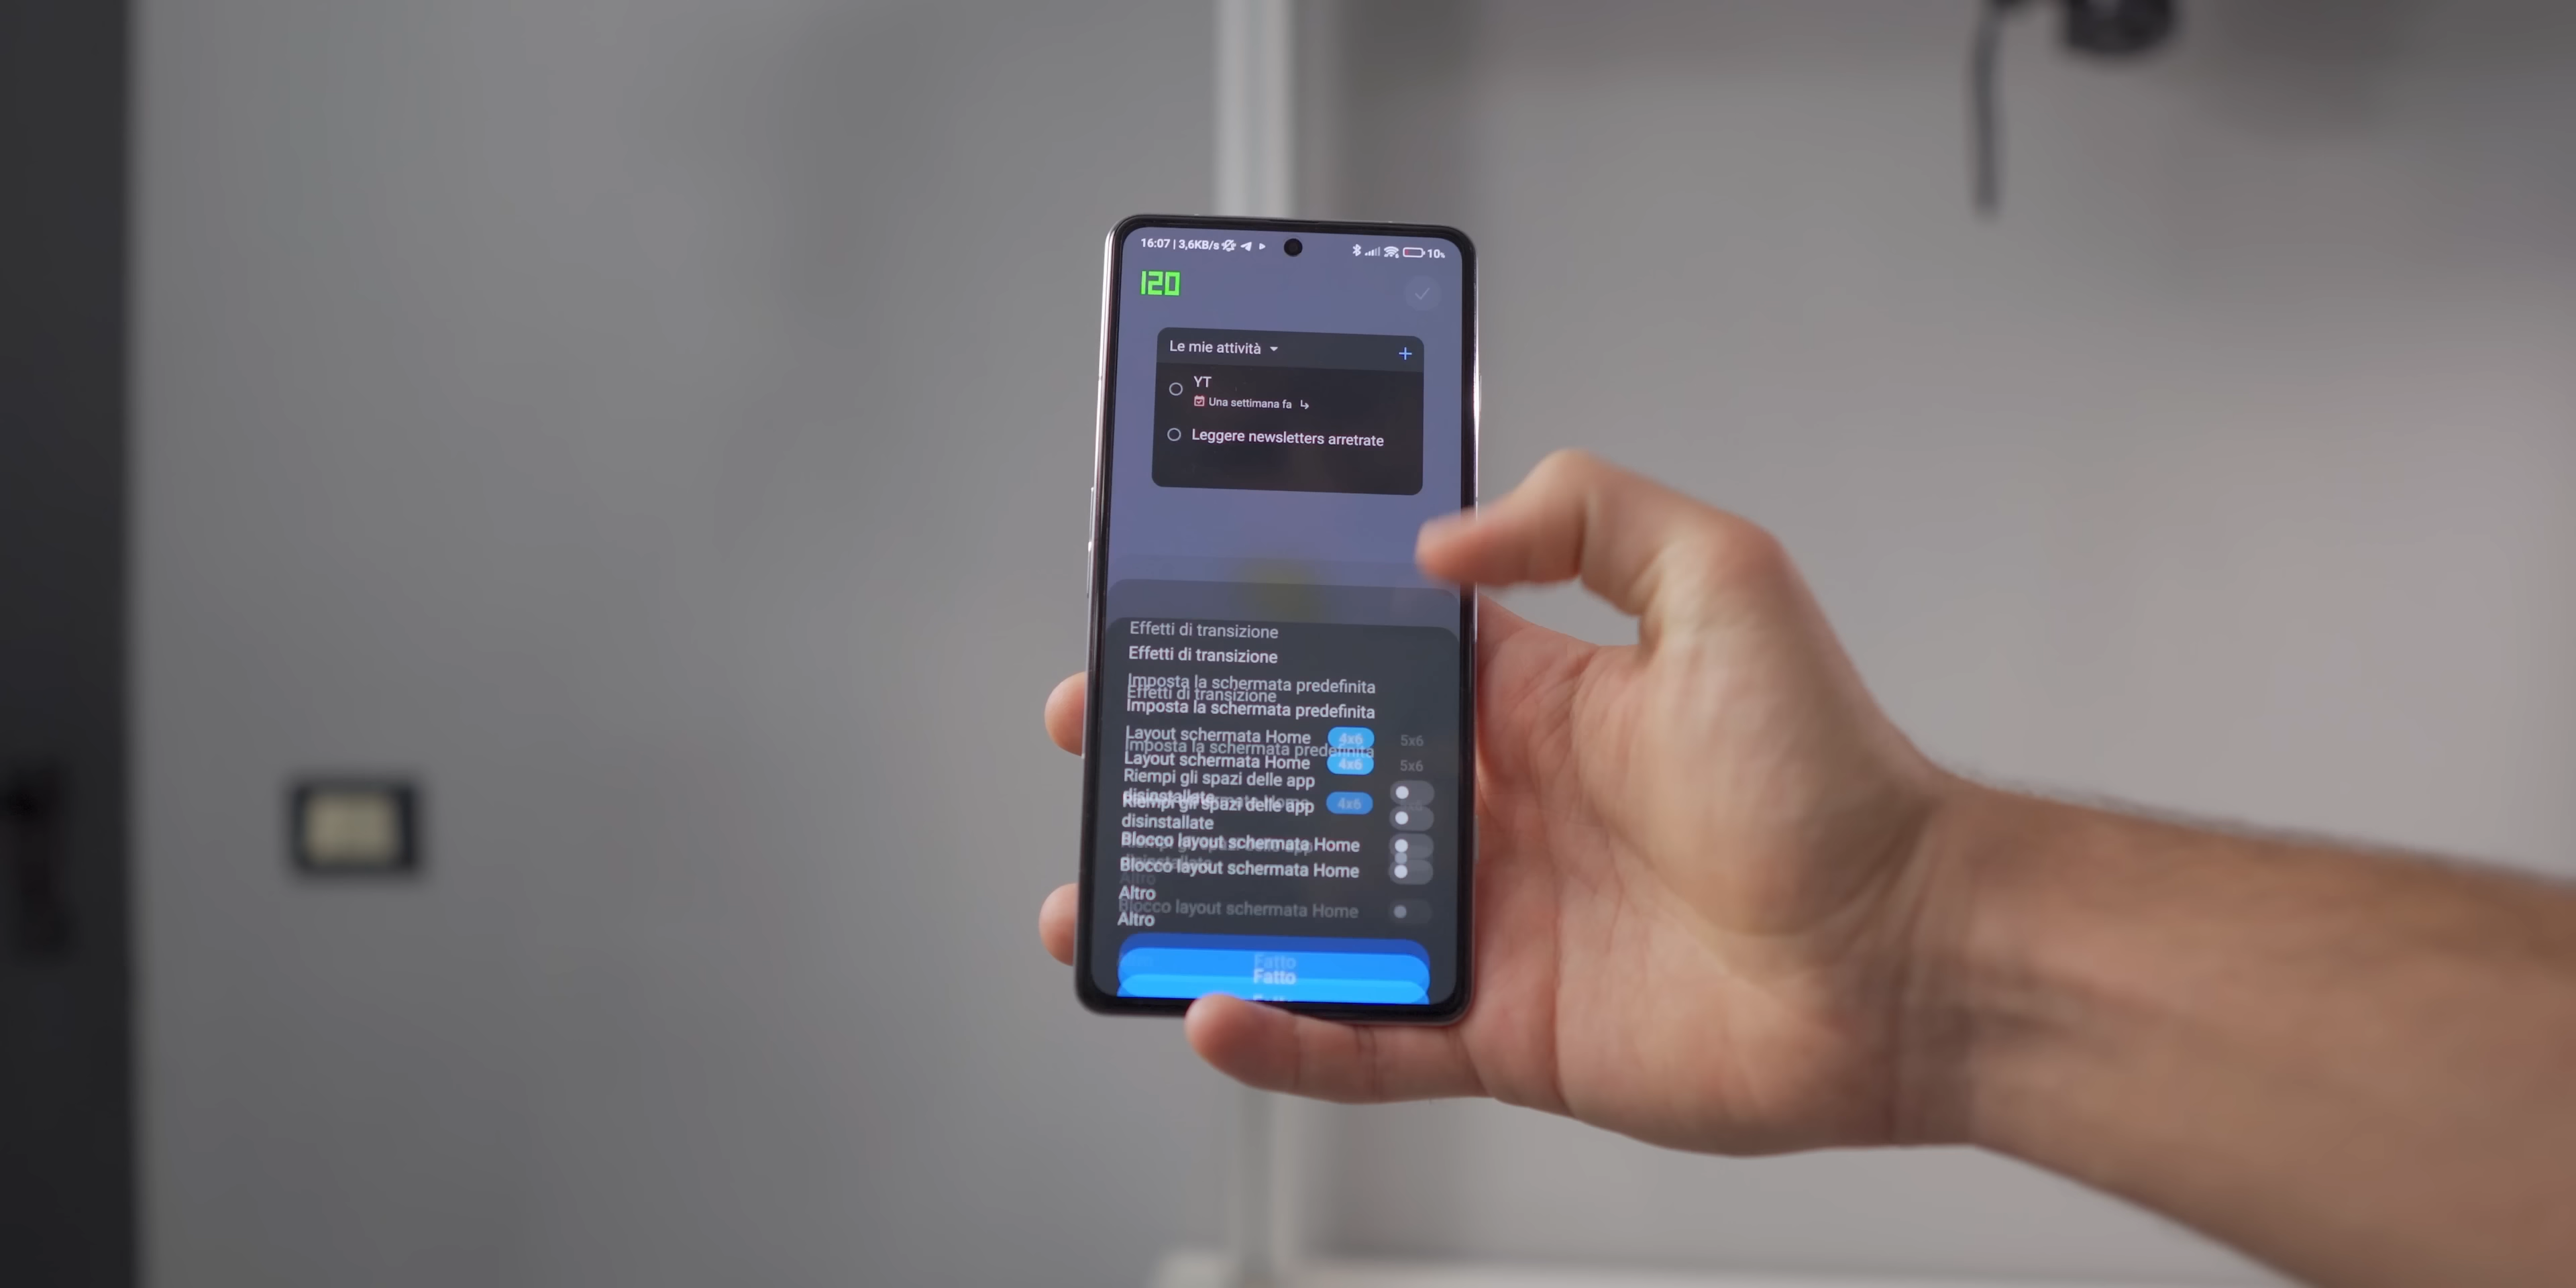 16:07 | 3,6KB/s 10%
120
Le mie attività
YT
Una settimana fa
Leggere newsletters arretrate
Effetti di transizione
Effetti di transizione
Imposta la schermata predefinita
Effetti di transizione
Imposta la schermata predefinita
Layout schermata Home 4x6 5x6
Imposta la schermata predefinita
Layout schermata Home 4x6 5x6
Riempi gli spazi delle app
disinstallate
4x6
Riempi gli spazi delle app
disinstallate
Blocco layout schermata Home
Blocco layout schermata Home
Altro
Altro
Blocco layout schermata Home
Altro
Fatto
Fatto